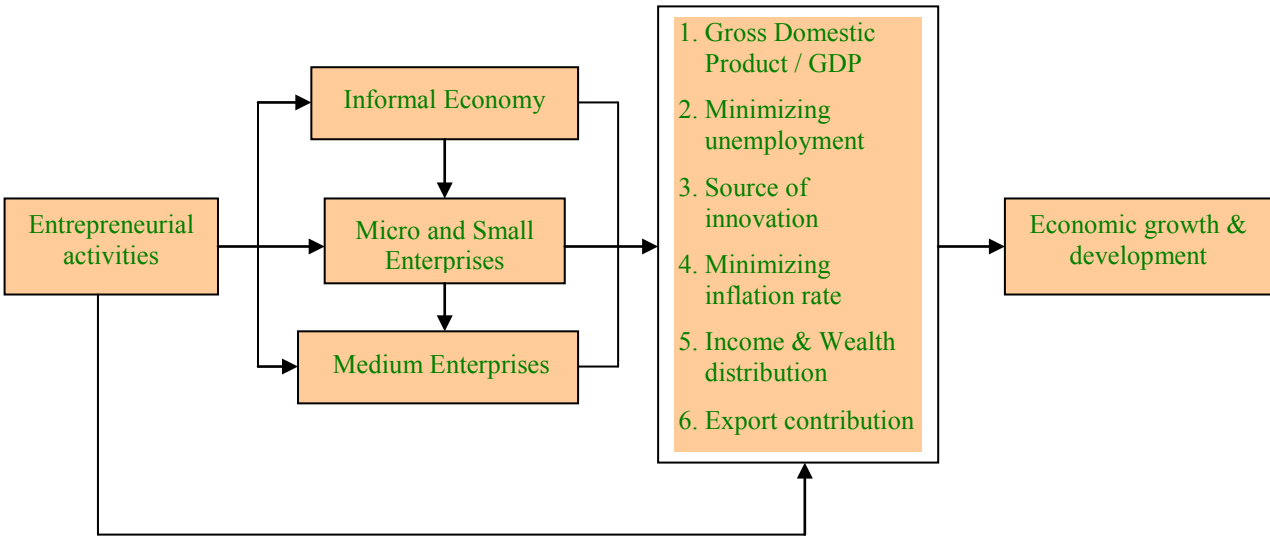 Entrepreneurial
activities
Informal Economy
Micro and Small
Enterprises
Medium Enterprises
1. Gross Domestic
Product / GDP
2. Minimizing
unemployment
3. Source of
innovation
4. Minimizing
inflation rate
5. Income & Wealth
distribution
6. Export contribution
Economic growth &
development